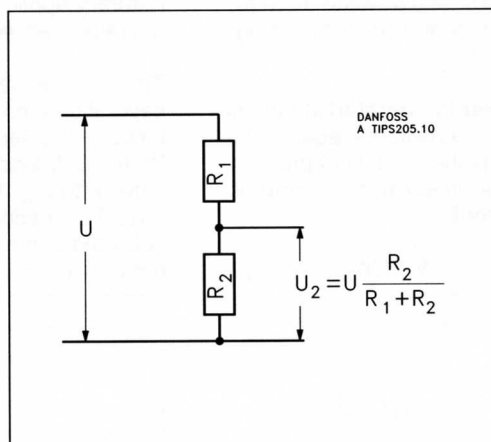 DANFOSS
A TIPS205.10
R1
U
R2
U2 = U R2 / R1 + R2